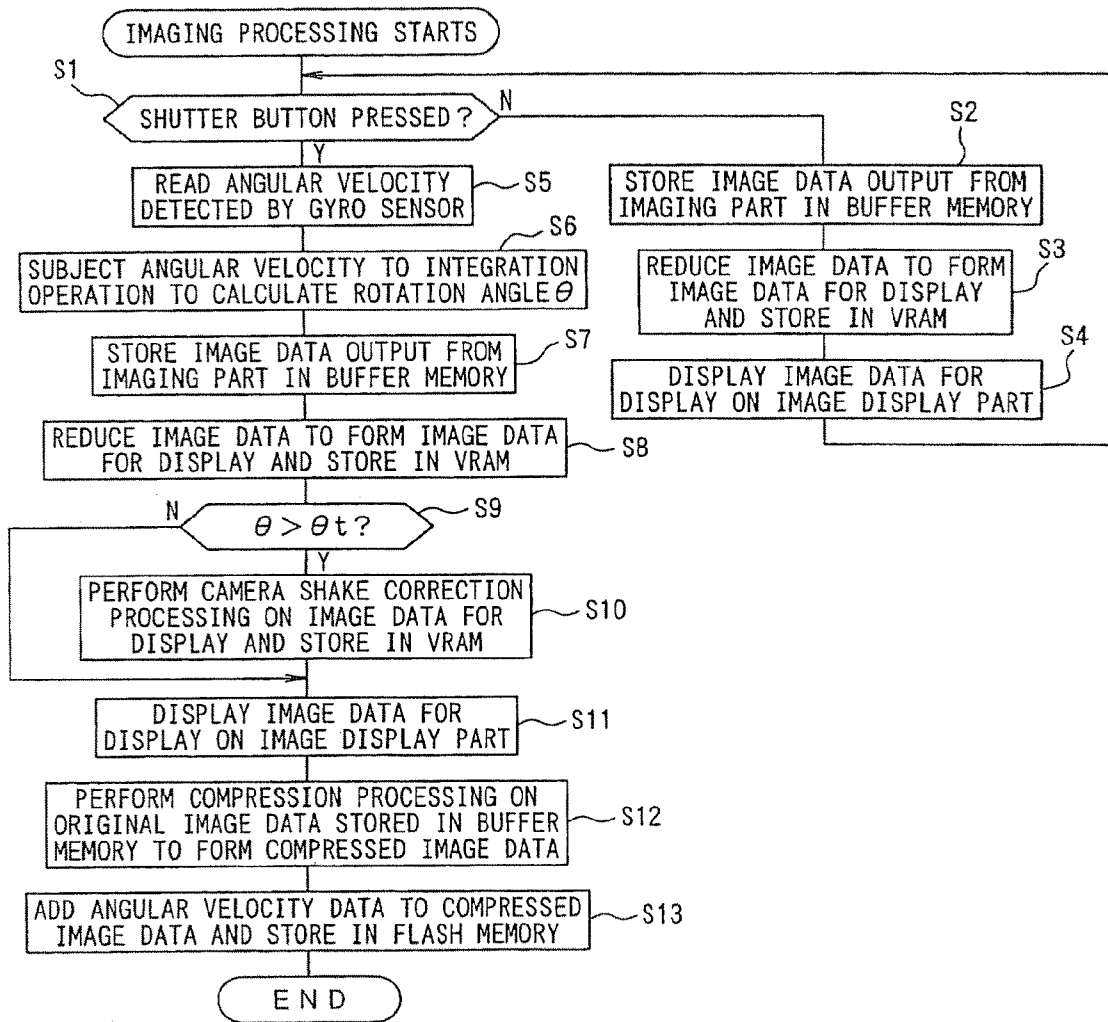 IMAGING PROCESSING STARTS
S1
SHUTTER BUTTON PRESSED?
N
Y
S2
STORE IMAGE DATA OUTPUT FROM
IMAGING PART IN BUFFER MEMORY
S3
REDUCE IMAGE DATA TO FORM
IMAGE DATA FOR DISPLAY
AND STORE IN VRAM
S4
DISPLAY IMAGE DATA FOR
DISPLAY ON IMAGE DISPLAY PART
READ ANGULAR VELOCITY
DETECTED BY GYRO SENSOR
S5
S6
SUBJECT ANGULAR VELOCITY TO INTEGRATION
OPERATION TO CALCULATE ROTATION ANGLE θ
STORE IMAGE DATA OUTPUT FROM
IMAGING PART IN BUFFER MEMORY
S7
REDUCE IMAGE DATA TO FORM IMAGE DATA
FOR DISPLAY AND STORE IN VRAM
S8
N
θ > θt?
S9
Y
PERFORM CAMERA SHAKE CORRECTION
PROCESSING ON IMAGE DATA FOR
DISPLAY AND STORE IN VRAM
S10
DISPLAY IMAGE DATA FOR
DISPLAY ON IMAGE DISPLAY PART
S11
PERFORM COMPRESSION PROCESSING ON
ORIGINAL IMAGE DATA STORED IN BUFFER
MEMORY TO FORM COMPRESSED IMAGE DATA
S12
ADD ANGULAR VELOCITY DATA TO COMPRESSED
IMAGE DATA AND STORE IN FLASH MEMORY
S13
END